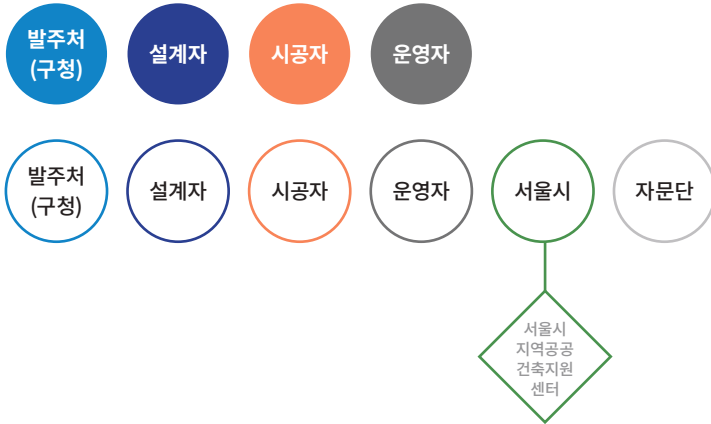 발주처
(구청)
설계자
시공자
운영자
발주처
(구청)
설계자
시공자
운영자
서울시
자문단
서울시
지역공공
건축지원
센터